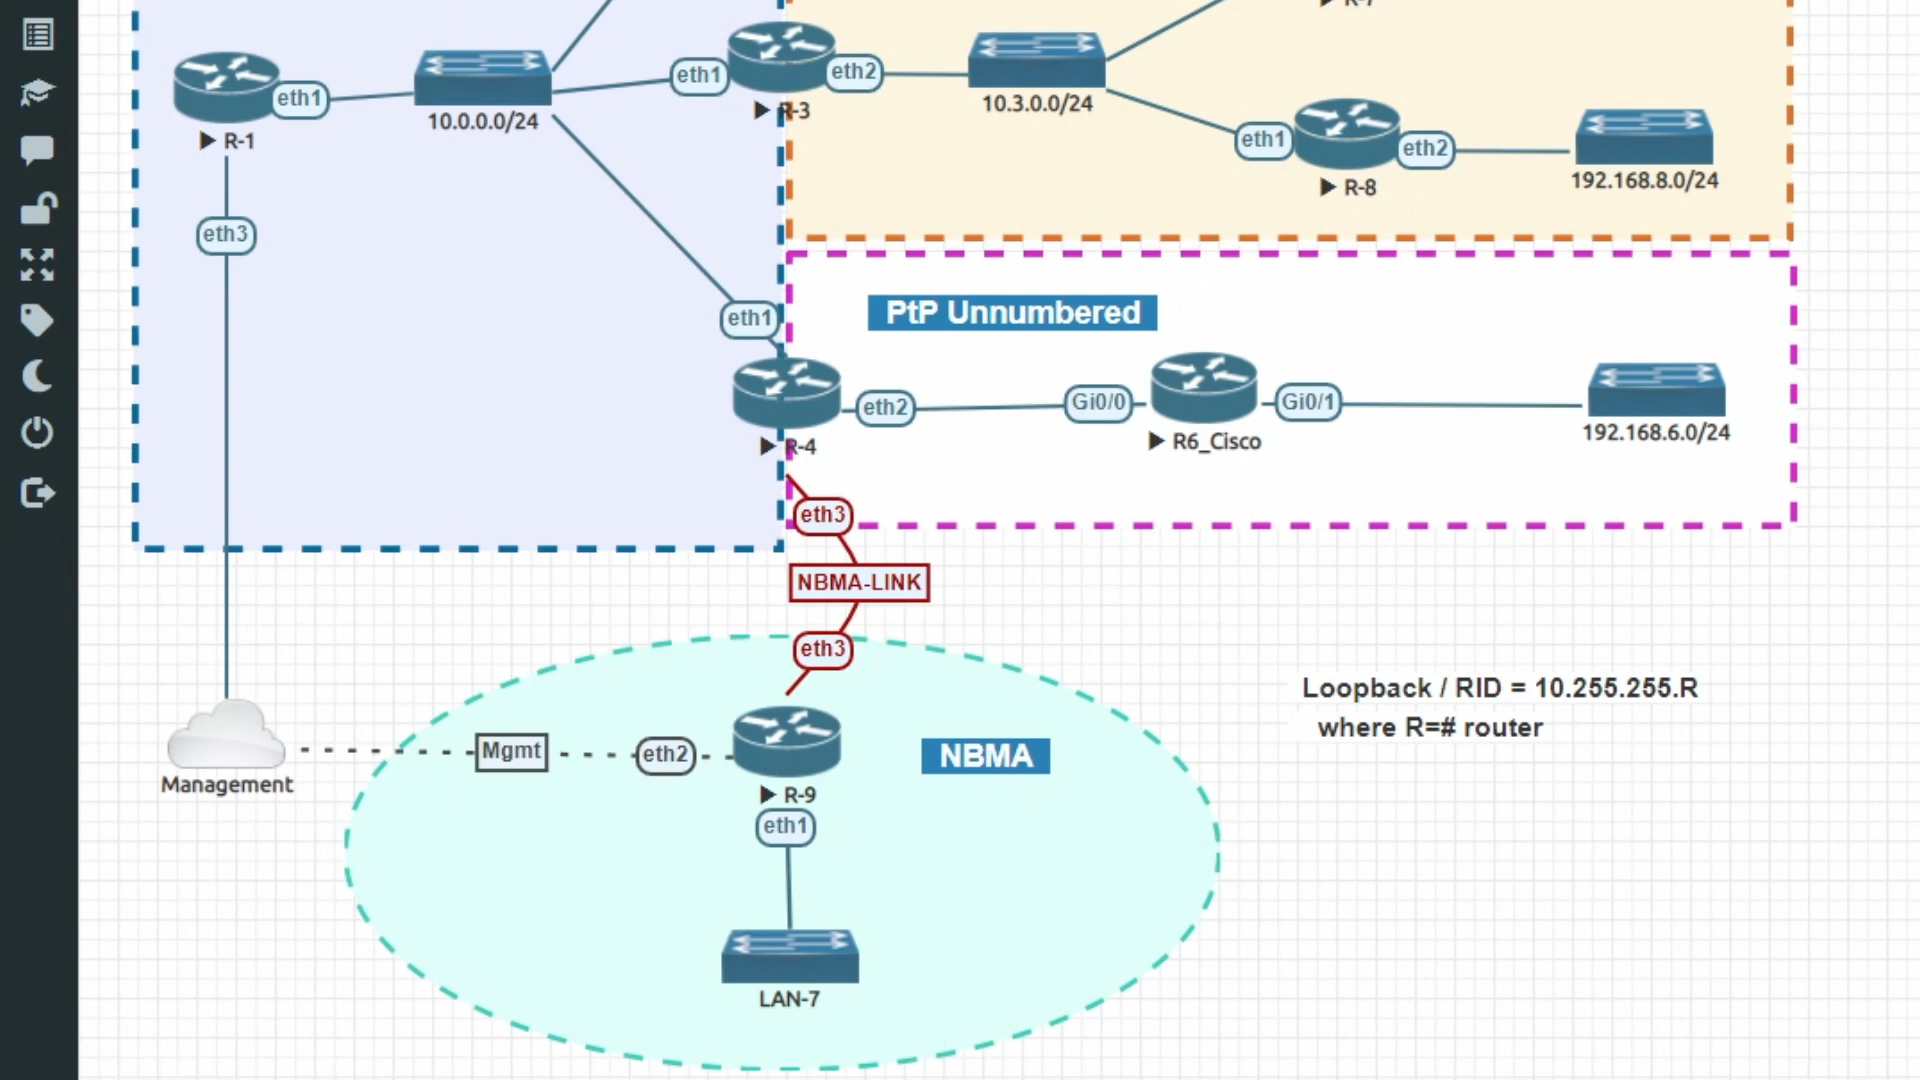 R-7
eth1
eth2
10.3.0.0/24
R-3
eth1
10.0.0.0/24
R-1
eth1
eth2
192.168.8.0/24
R-8
eth3
PtP Unnumbered
eth1
eth2
Gi0/0
Gi0/1
R-4
R6_Cisco
192.168.6.0/24
eth3
NBMA-LINK
eth3
Loopback / RID = 10.255.255.R
where R=# router
Management
Mgmt
eth2
NBMA
R-9
eth1
LAN-7